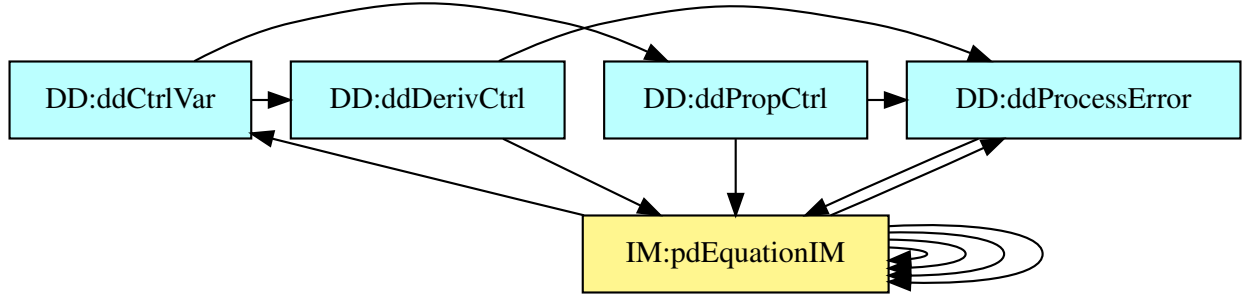 DD:ddCtrlVar
DD:ddDerivCtrl
DD:ddPropCtrl
DD:ddProcessError
IM:pdEquationIM